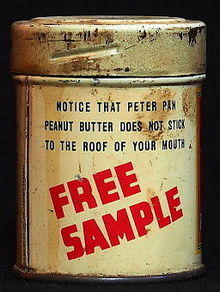 NOTICE THAT PETER PAN
PEANUT BUTTER DOES NOT STICK
TO THE ROOF OF YOUR MOUTH
FREE
SAMPLE